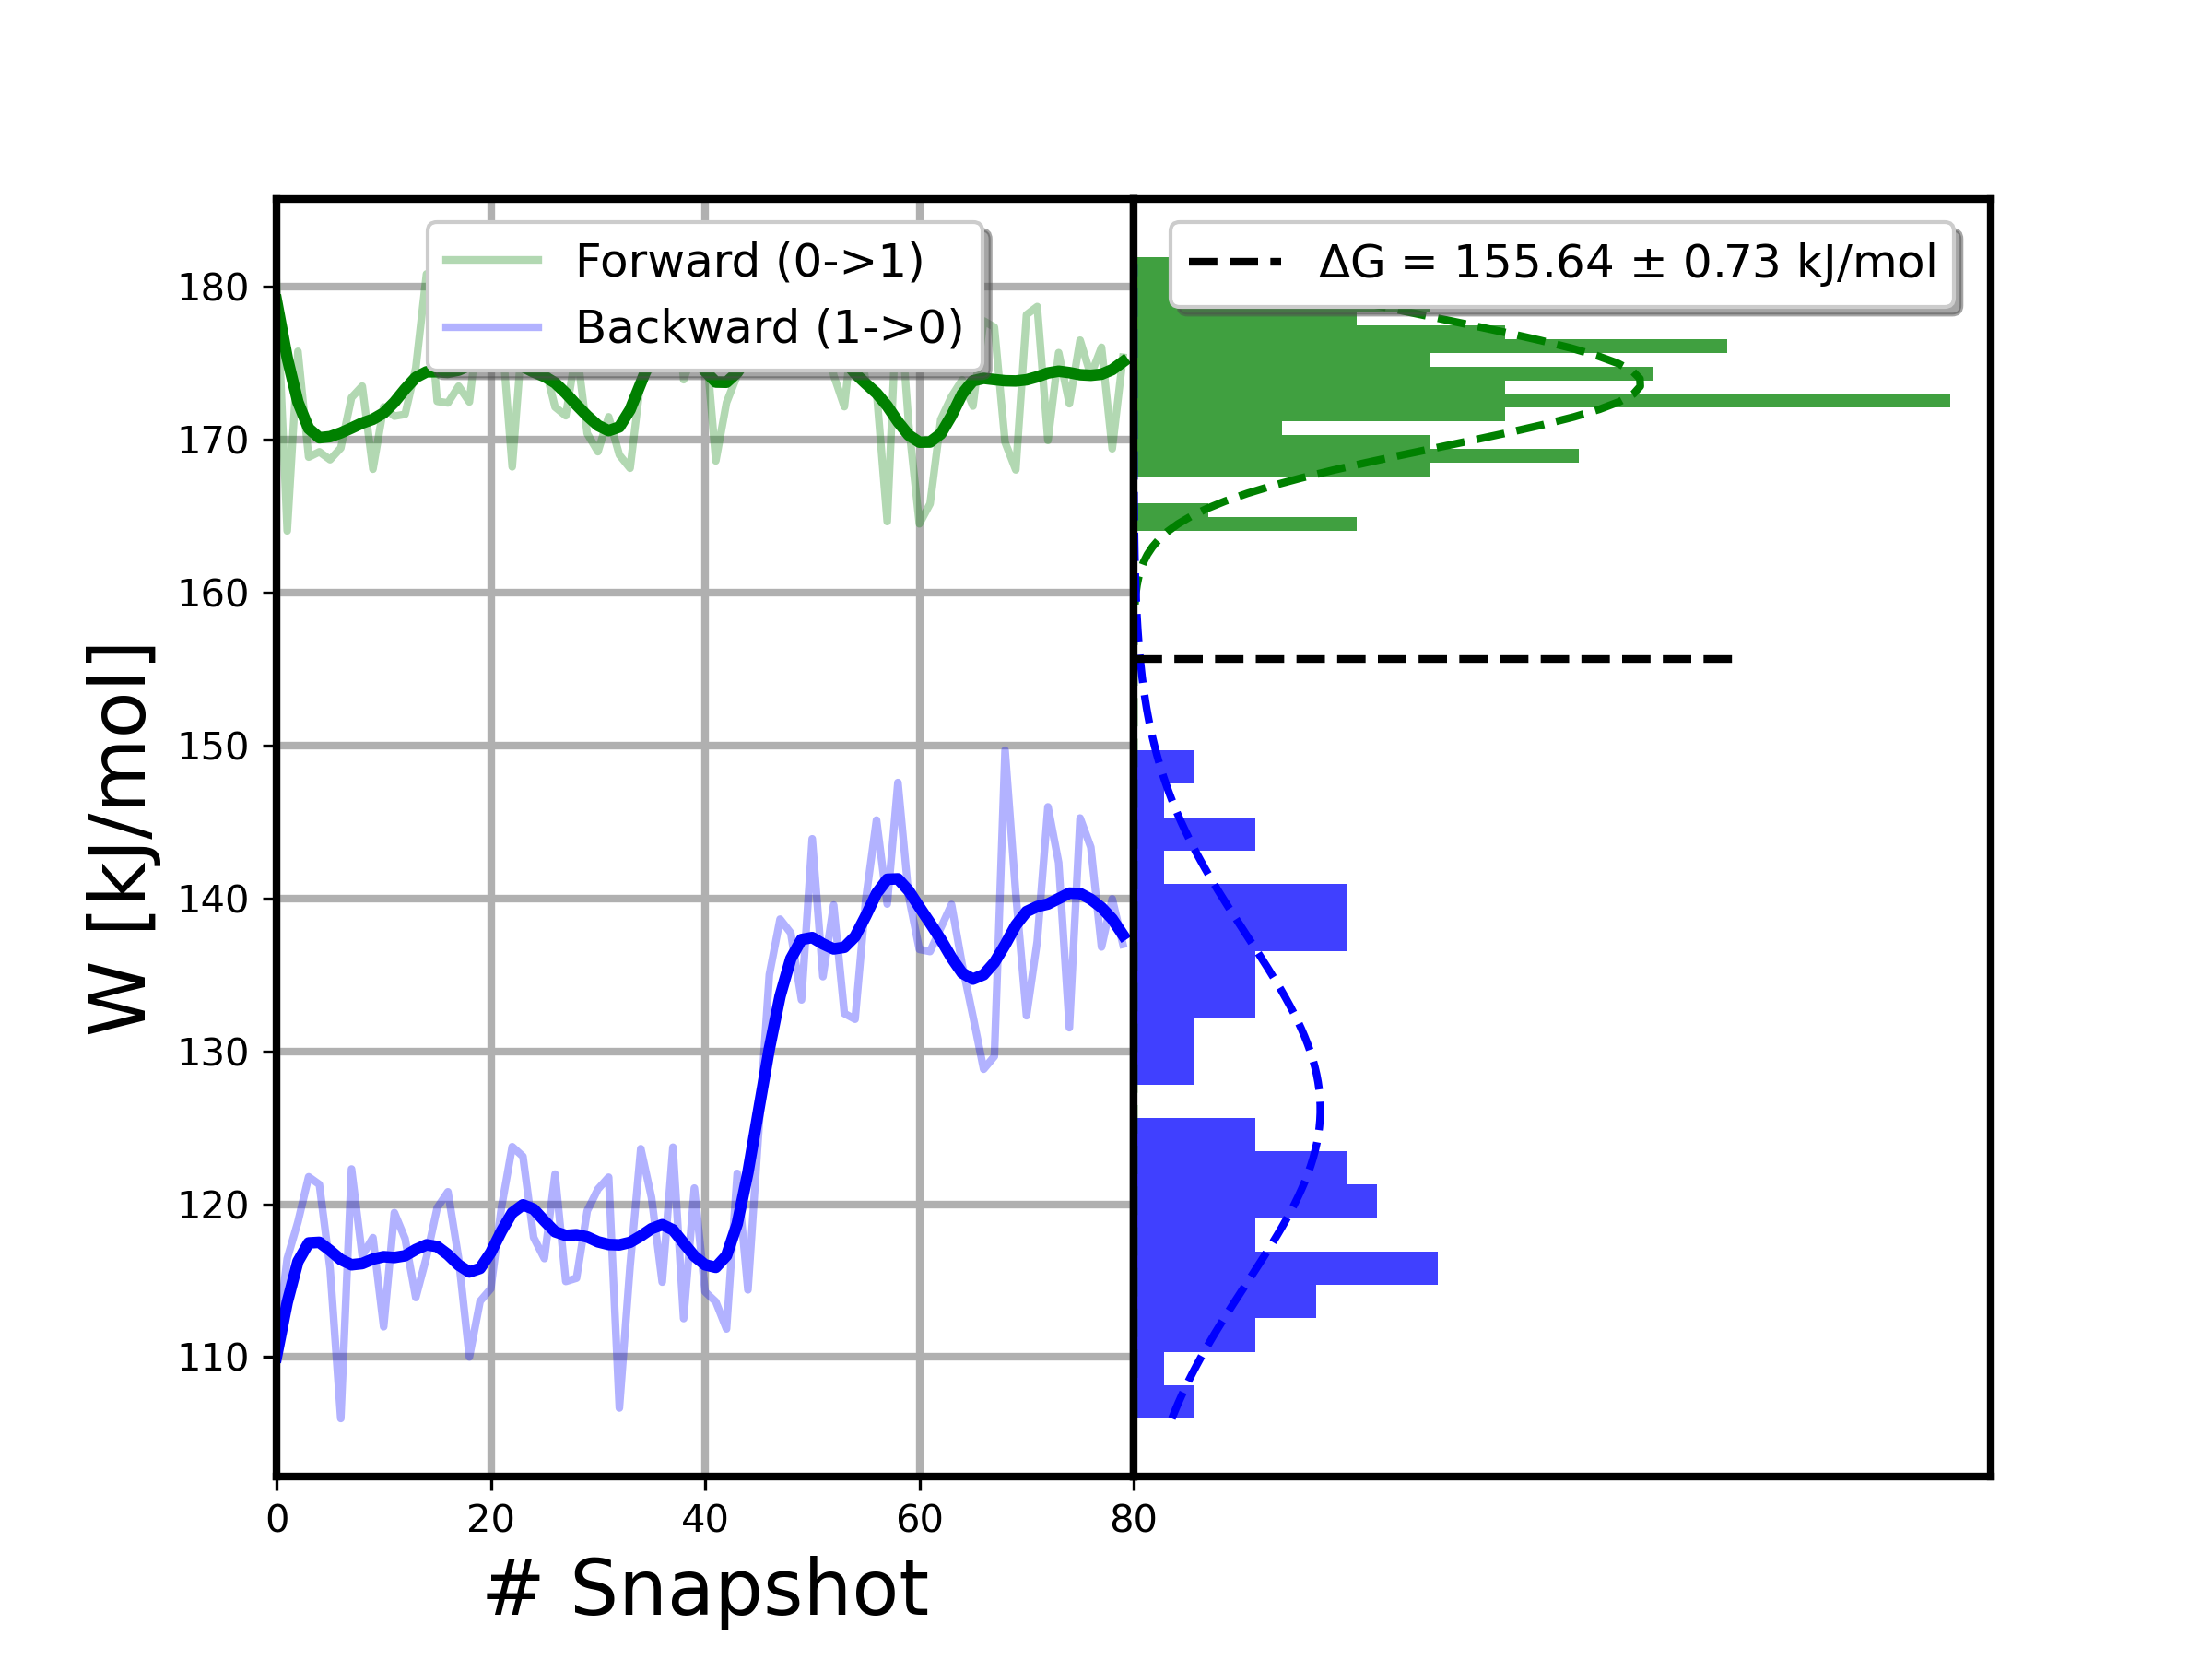 Forward (0->1)
Backward (1->0)
ΔG = 155.64 ± 0.73 kJ/mol
W [kJ/mol]
180
170
160
150
140
130
120
110
0 20 40 60 80
# Snapshot